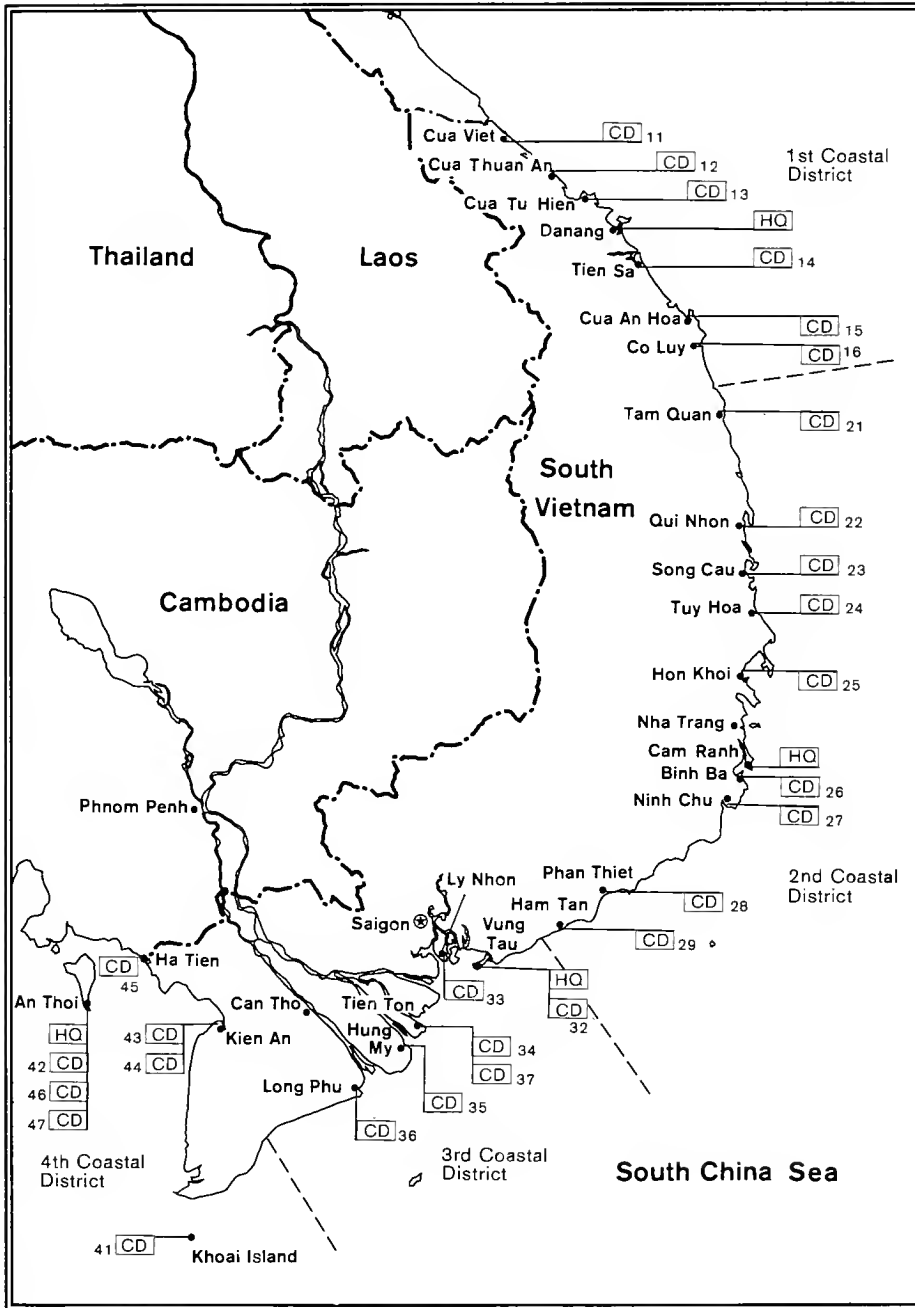 Cua Viet
CD 11
Cua Thuan An
CD 12
1st Coastal
District
Cua Tu Hien
CD 13
Danang
HQ
Thailand
Laos
Tien Sa
CD 14
Cua An Hoa
CD 15
Co Luy
CD 16
Tam Quan
CD 21
South
Vietnam
Qui Nhon
CD 22
Song Cau
CD 23
Cambodia
Tuy Hoa
CD 24
Hon Khoi
CD 25
Nha Trang
Cam Ranh
HQ
Binh Ba
CD 26
Phnom Penh
Ninh Chu
CD 27
2nd Coastal
District
Phan Thiet
CD 28
Ly Nhon
Ham Tan
CD 29
Saigon
Vung
Tau
HQ
CD
32
CD 33
CD
45
Ha Tien
An Thoi
HQ
42 CD
46 CD
47 CD
Can Tho
43 CD
44 CD
Kien An
Tien Ton
CD 34
CD 37
Hung
My
CD 35
Long Phu
CD
36
4th Coastal
District
3rd Coastal
District
South China Sea
41 CD
Khoai Island